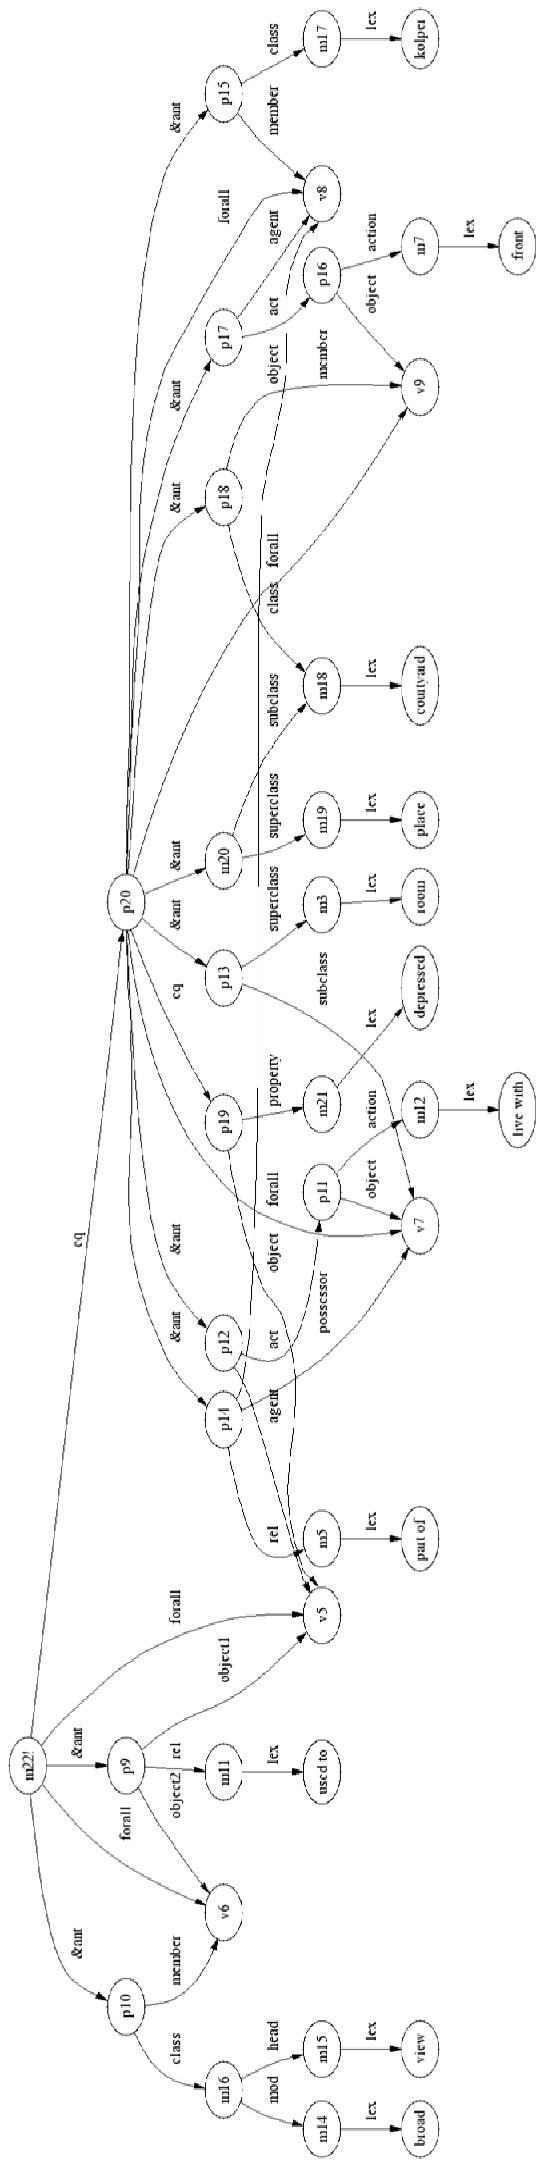 m22!
&ant
&ant
cq
p10
forall
p9
p20
class
member
object2
rel
forall
&ant
&ant
cq
&ant
&ant
&ant
&ant
&ant
m16
v6
m11
object1
p14
p12
p19
p13
m20
p18
p17
forall
p15
mod
head
lex
rel
agent
act
object
forall
property
superclass
superclass
subclass
class
forall
object
act
agent
member
class
m14
m15
used to
v5
m5
possessor
p11
m21
subclass
m3
m19
m18
member
p16
v8
m17
lex
lex
lex
object
action
lex
lex
lex
lex
object
action
lex
broad
view
part of
v7
m12
depressed
room
place
courtyard
v9
m7
kolper
lex
lex
live with
front